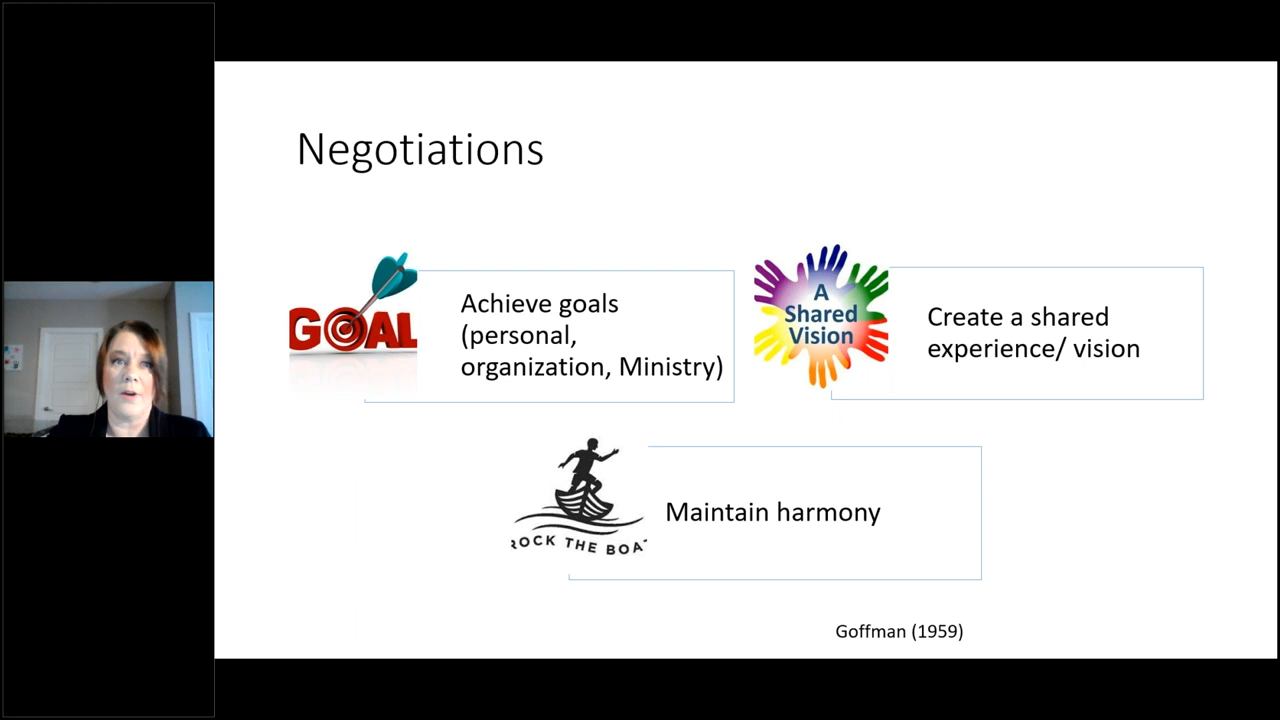 Negotiations
GOAL
Achieve goals
(personal,
organization, Ministry)
A
Shared
Vision
Create a shared
experience/ vision
ROCK THE BOAT
Maintain harmony
Goffman (1959)